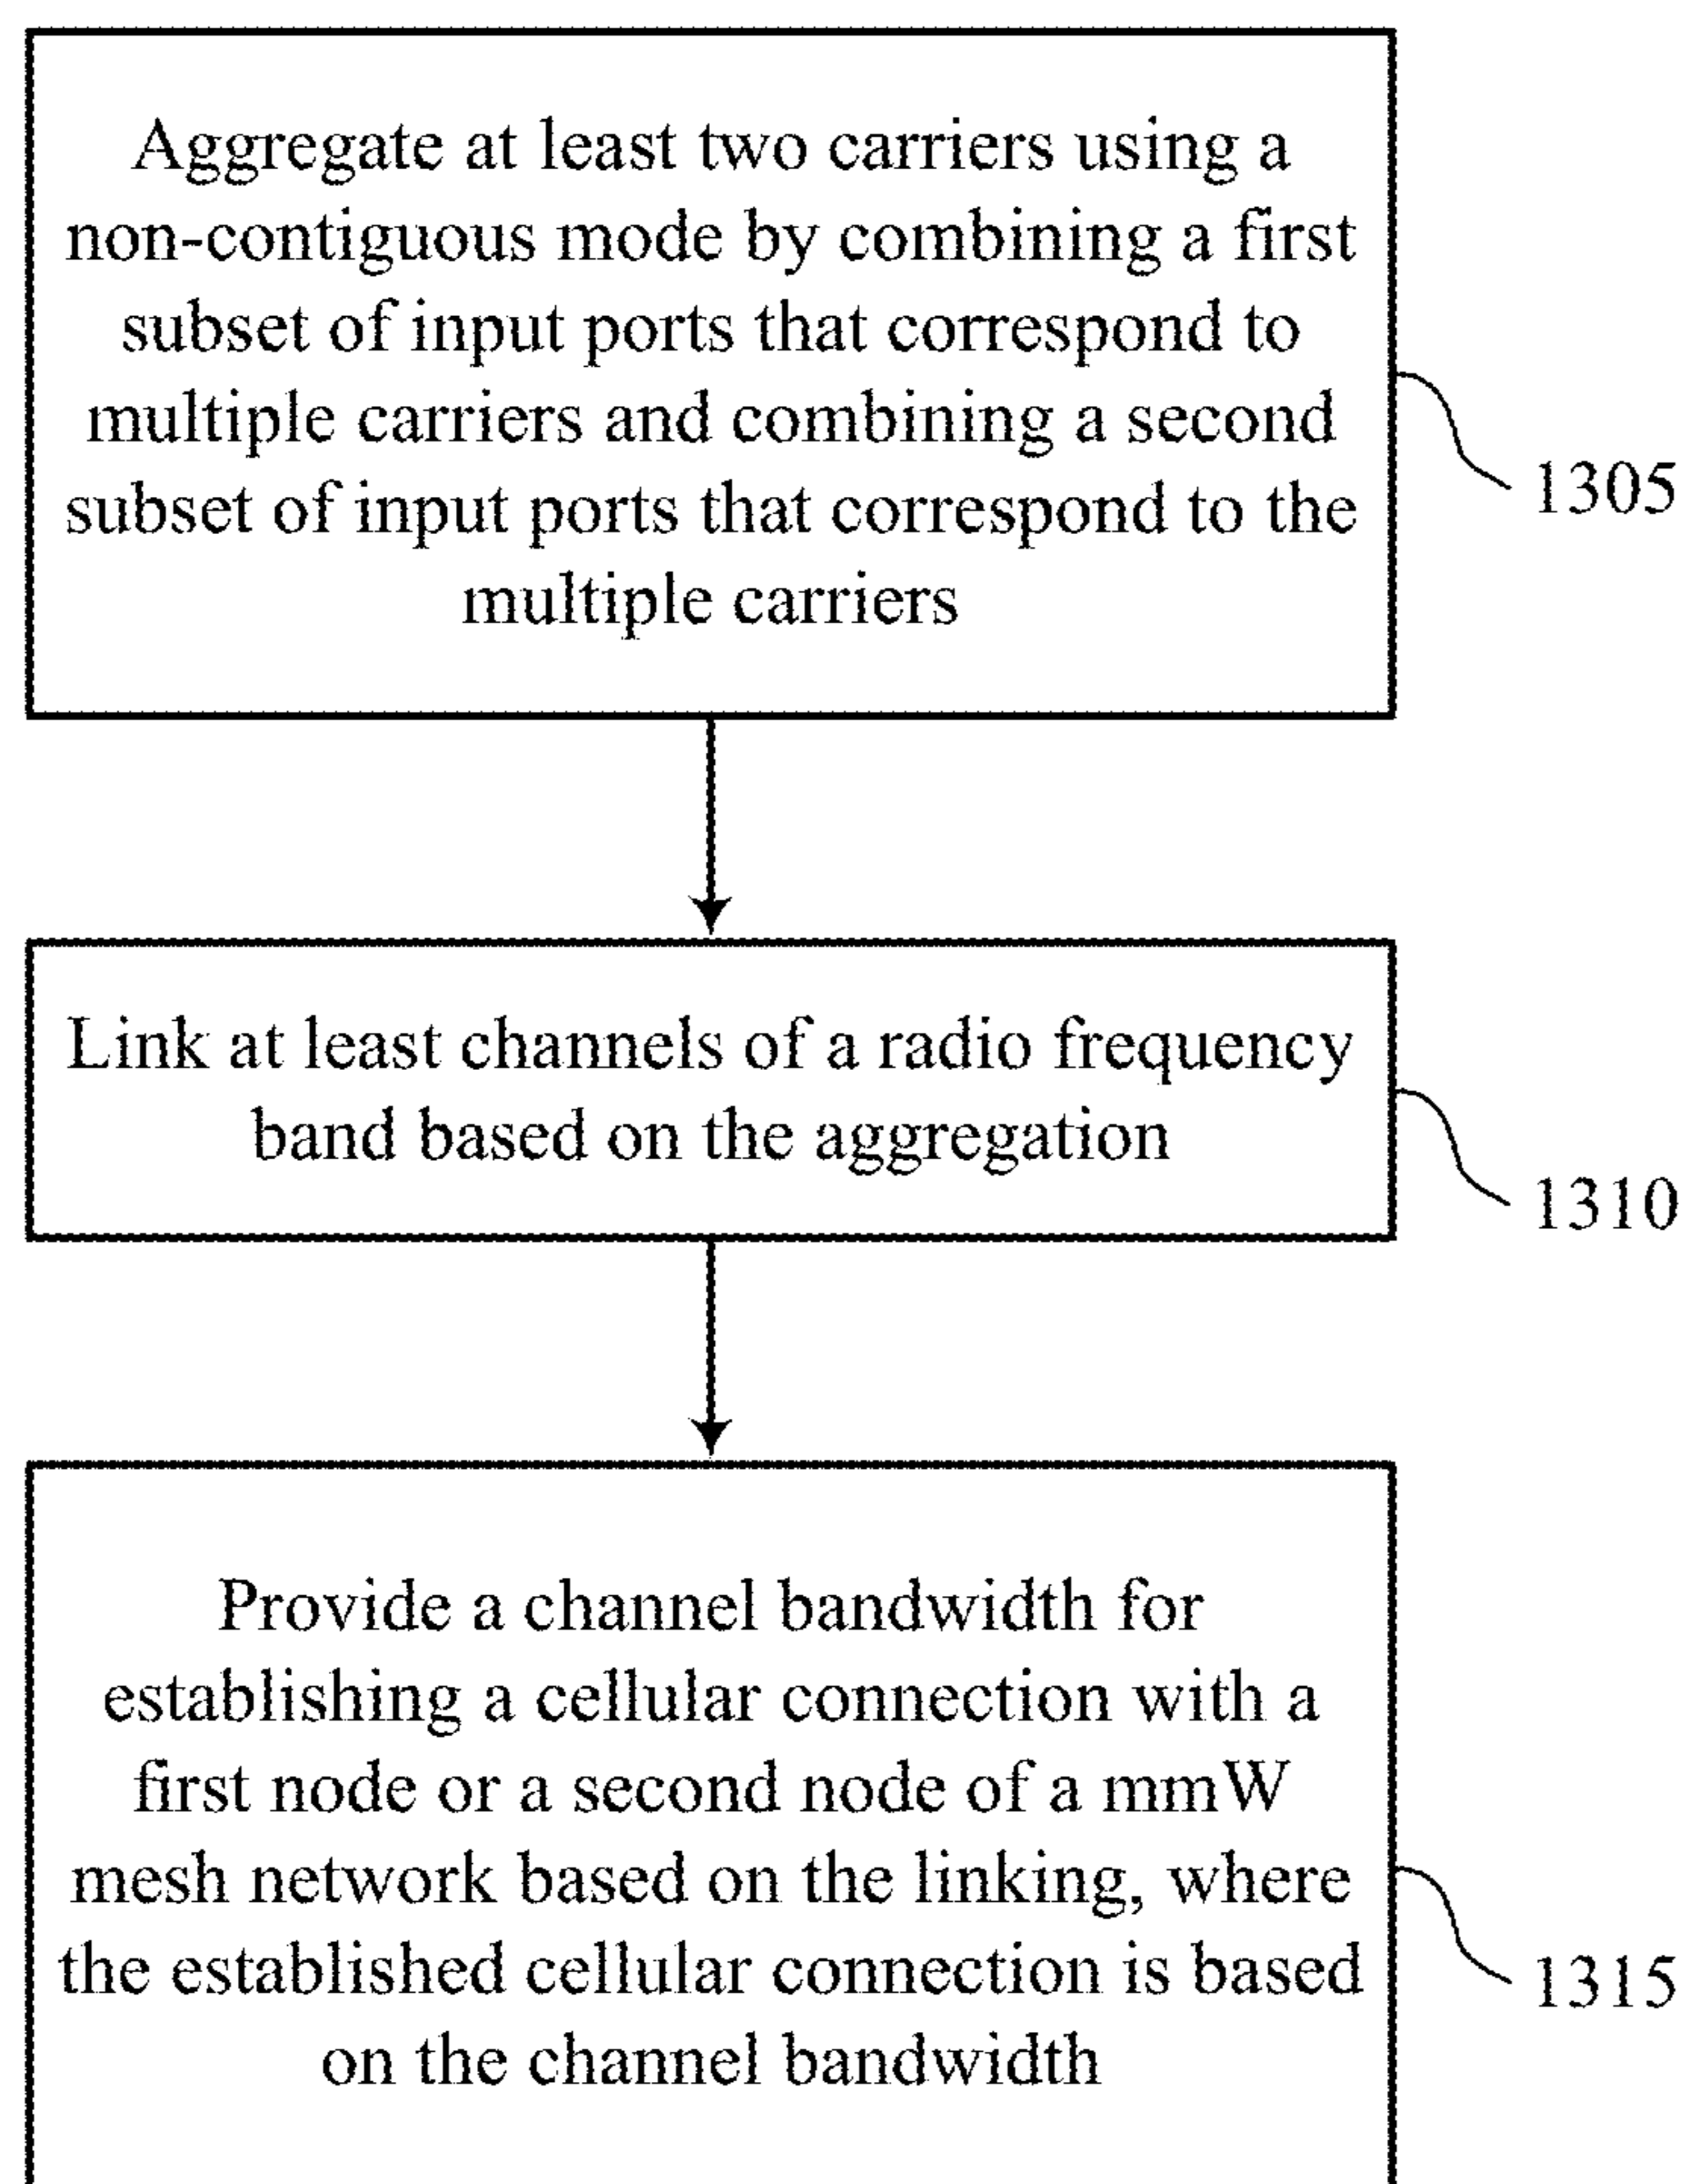 Aggregate at least two carriers using a
non-contiguous mode by combining a first
subset of input ports that correspond to
multiple carriers and combining a second
subset of input ports that correspond to the
multiple carriers
1305
Link at least channels of a radio frequency
band based on the aggregation
1310
Provide a channel bandwidth for
establishing a cellular connection with a
first node or a second node of a mmW
mesh network based on the linking, where
the established cellular connection is based
on the channel bandwidth
1315